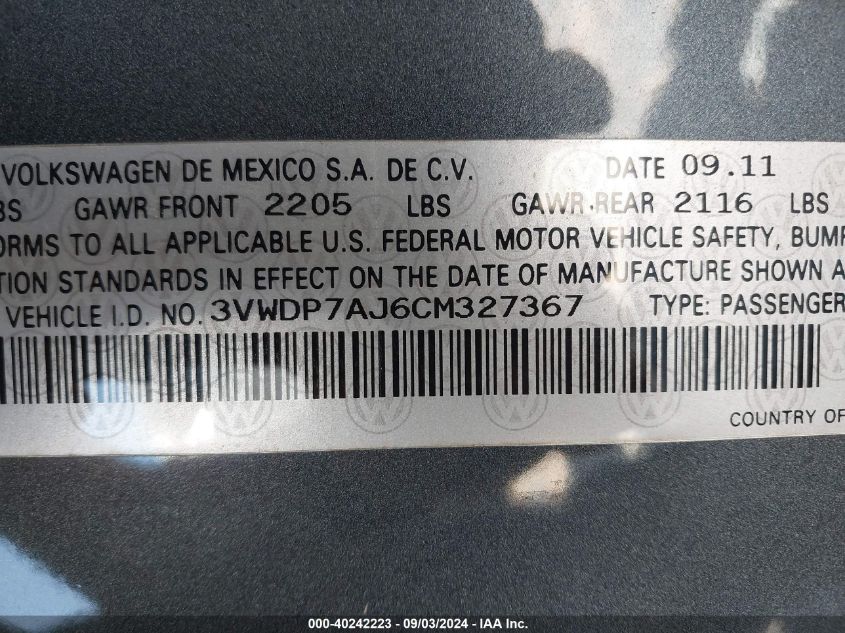 VOLKSWAGEN DE MEXICO S.A. DE C.V. DATE 09.11
BS GAWR FRONT 2205 LBS GAWR REAR 2116 LBS
ORMS TO ALL APPLICABLE U.S. FEDERAL MOTOR VEHICLE SAFETY, BUMP
TION STANDARDS IN EFFECT ON THE DATE OF MANUFACTURE SHOWN A
VEHICLE I.D. NO. 3VWDP7AJ6CM327367 TYPE: PASSENGER
COUNTRY OF
000-40242223 - 09/03/2024 - IAA Inc.